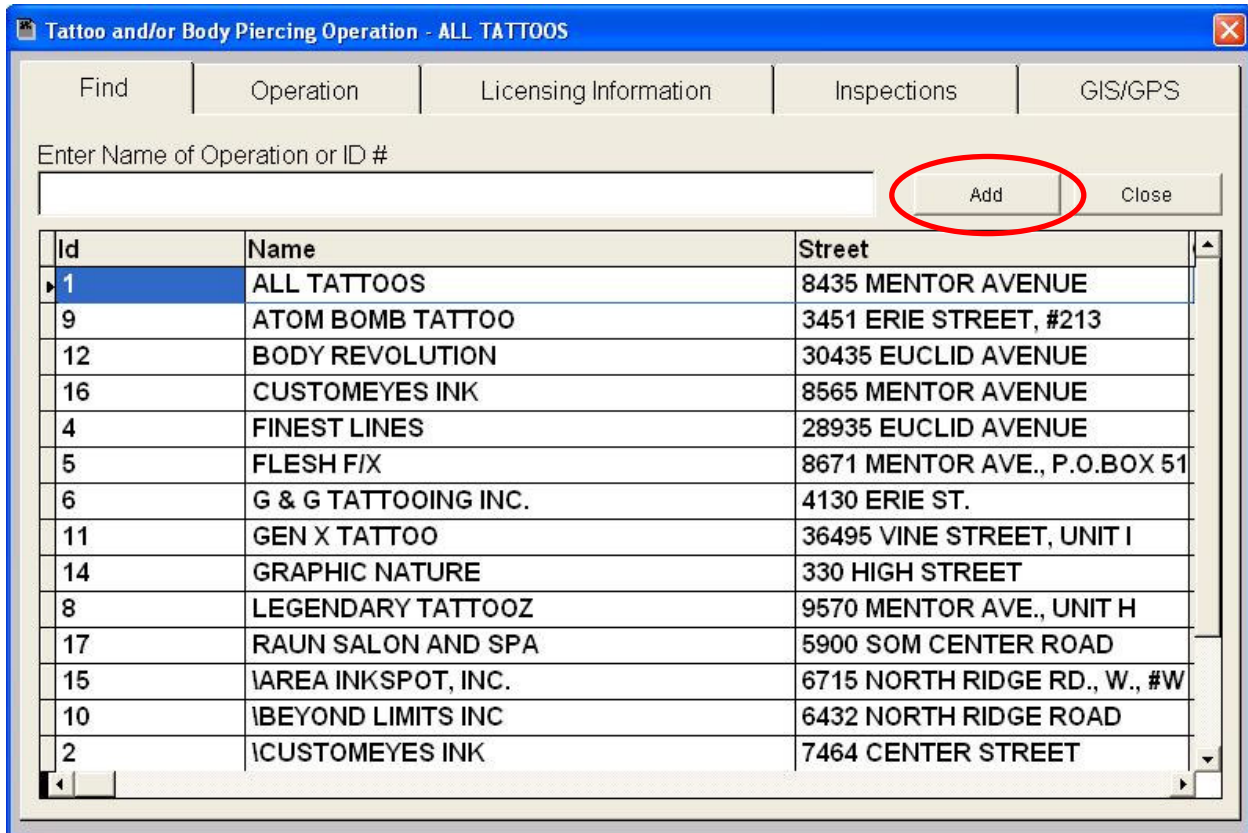 Tattoo and/or Body Piercing Operation - ALL TATTOOS
Find Operation Licensing Information Inspections GIS/GPS
Enter Name of Operation or ID #
Add Close
Id Name Street
1 ALL TATTOOS 8435 MENTOR AVENUE
9 ATOM BOMB TATTOO 3451 ERIE STREET, #213
12 BODY REVOLUTION 30435 EUCLID AVENUE
16 CUSTOMEYES INK 8565 MENTOR AVENUE
4 FINEST LINES 28935 EUCLID AVENUE
5 FLESH F/X 8671 MENTOR AVE., P.O.BOX 51
6 G & G TATTOOING INC. 4130 ERIE ST.
11 GEN X TATTOO 36495 VINE STREET, UNIT I
14 GRAPHIC NATURE 330 HIGH STREET
8 LEGENDARY TATTOOZ 9570 MENTOR AVE., UNIT H
17 RAUN SALON AND SPA 5900 SOM CENTER ROAD
15 \AREA INKSPOT, INC. 6715 NORTH RIDGE RD., W., #W
10 \BEYOND LIMITS INC 6432 NORTH RIDGE ROAD
2 \CUSTOMEYES INK 7464 CENTER STREET